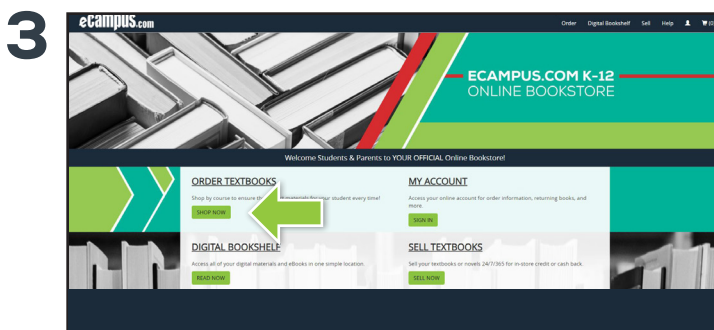 3
ecampus.com
Order Digital Bookshelf Sell Help (0
ECAMPUS.COM K-12
ONLINE BOOKSTORE
Welcome Students & Parents to YOUR OFFICIAL Online Bookstore!
ORDER TEXTBOOKS
Shop by course to ensure the materials for your student every time!
SHOP NOW
MY ACCOUNT
Access your online account for order information, returning books, and
more.
SIGN IN
DIGITAL BOOKSHELF
Access all of your digital materials and eBooks in one simple location.
READ NOW
SELL TEXTBOOKS
Sell your textbooks or novels 24/7/365 for in-store credit or cash back.
SELL NOW